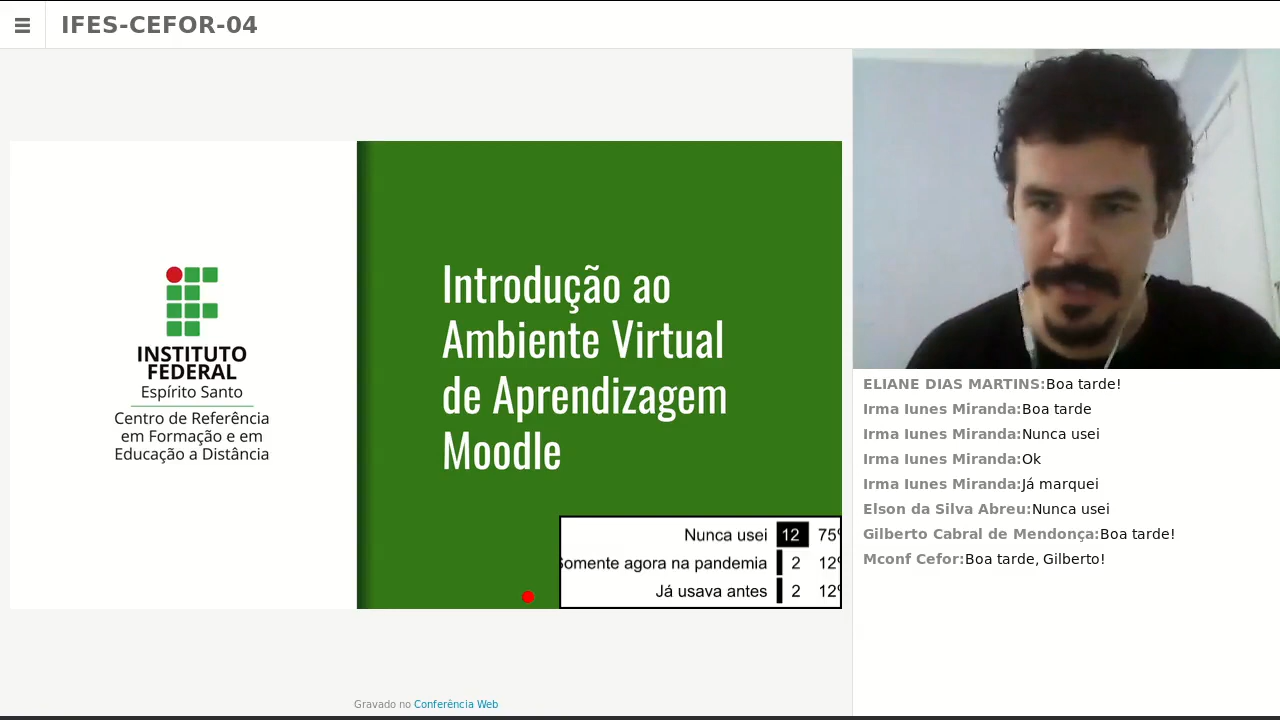 IFES-CEFOR-04
INSTITUTO
FEDERAL
Espírito Santo
Centro de Referência
em Formação e em
Educação a Distância
Introdução ao
Ambiente Virtual
de Aprendizagem
Moodle
Nunca usei 12 75%
Somente agora na pandemia 2 12%
Já usava antes 2 12%
ELIANE DIAS MARTINS:Boa tarde!
Irma Iunes Miranda:Boa tarde
Irma Iunes Miranda:Nunca usei
Irma Iunes Miranda:Ok
Irma Iunes Miranda:Já marquei
Elson da Silva Abreu:Nunca usei
Gilberto Cabral de Mendonça:Boa tarde!
Mconf Cefor:Boa tarde, Gilberto!
Gravado no Conferência Web